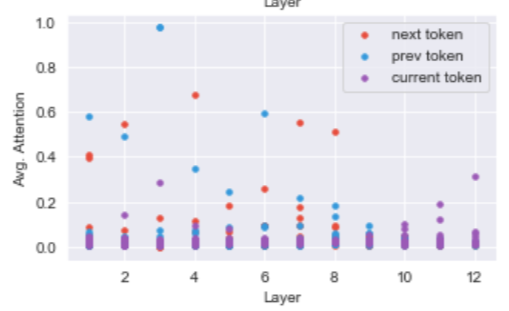 Layer
1.0
next token
prev token
current token
0.8
0.6
0.4
0.2
0.0
Avg. Attention
2 4 6 8 10 12
Layer